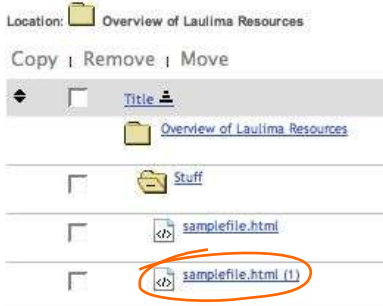 Location: Overview of Laulima Resources
Copy | Remove | Move
Title
Overview of Laulima Resources
Stuff
samplefile.html
samplefile.html (1)